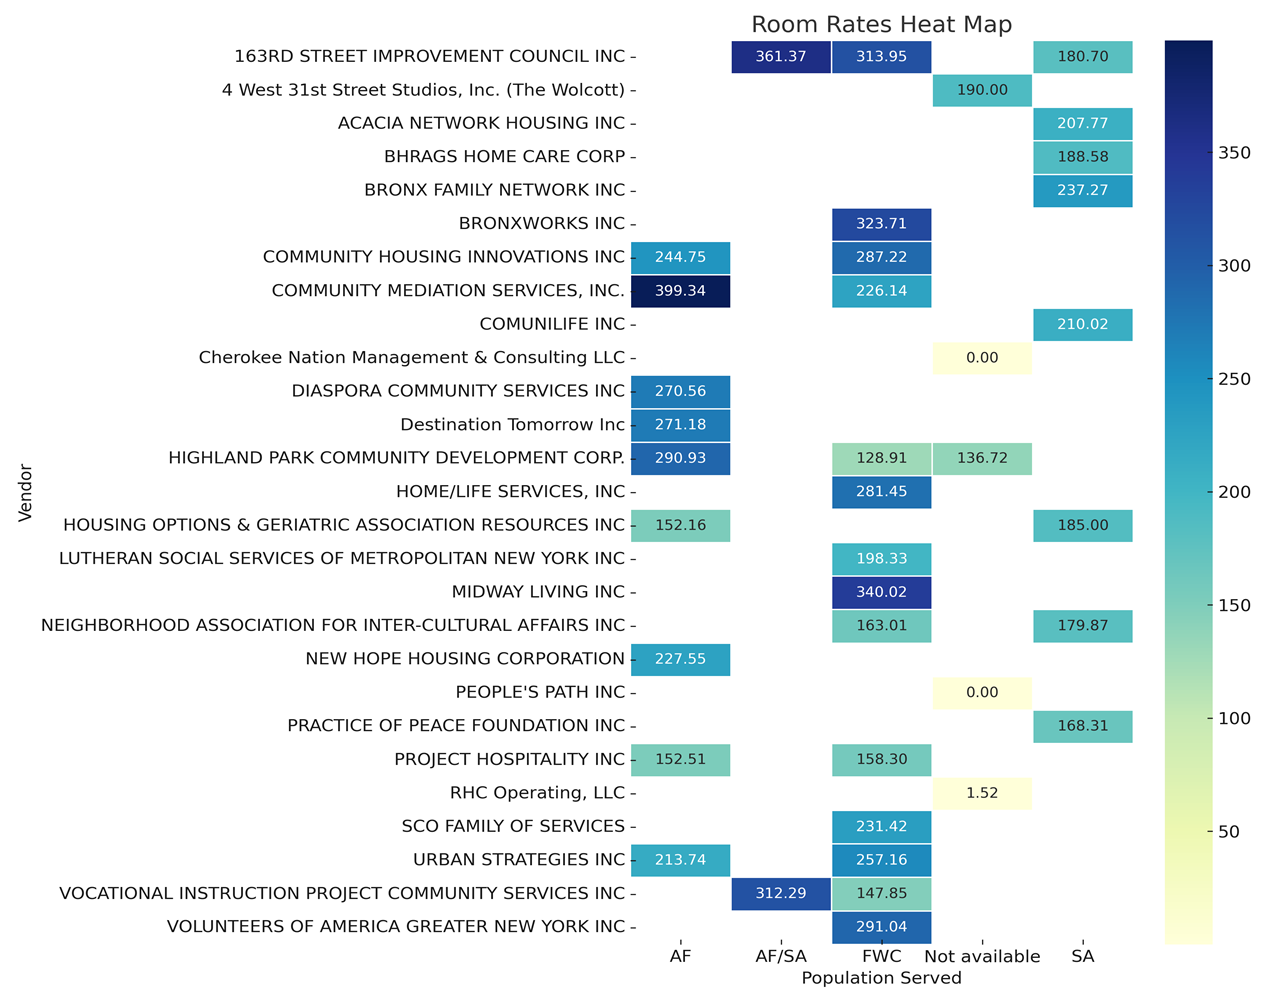 Room Rates Heat Map
163RD STREET IMPROVEMENT COUNCIL INC 361.37 313.95 180.70
4 West 31st Street Studios, Inc. (The Wolcott) 190.00
ACACIA NETWORK HOUSING INC 207.77
BHRAGS HOME CARE CORP 188.58
BRONX FAMILY NETWORK INC 237.27
BRONXWORKS INC 323.71
COMMUNITY HOUSING INNOVATIONS INC 244.75 287.22
COMMUNITY MEDIATION SERVICES, INC. 399.34 226.14
COMUNILIFE INC 210.02
Cherokee Nation Management & Consulting LLC 0.00
DIASPORA COMMUNITY SERVICES INC 270.56
Destination Tomorrow Inc 271.18
HIGHLAND PARK COMMUNITY DEVELOPMENT CORP. 290.93 128.91 136.72
HOME/LIFE SERVICES, INC 281.45
HOUSING OPTIONS & GERIATRIC ASSOCIATION RESOURCES INC 152.16 185.00
LUTHERAN SOCIAL SERVICES OF METROPOLITAN NEW YORK INC 198.33
MIDWAY LIVING INC 340.02
NEIGHBORHOOD ASSOCIATION FOR INTER-CULTURAL AFFAIRS INC 163.01 179.87
NEW HOPE HOUSING CORPORATION 227.55
PEOPLE'S PATH INC 0.00
PRACTICE OF PEACE FOUNDATION INC 168.31
PROJECT HOSPITALITY INC 152.51 158.30
RHC Operating, LLC 1.52
SCO FAMILY OF SERVICES 231.42
URBAN STRATEGIES INC 213.74 257.16
VOCATIONAL INSTRUCTION PROJECT COMMUNITY SERVICES INC 312.29 147.85
VOLUNTEERS OF AMERICA GREATER NEW YORK INC 291.04
AF AF/SA FWC Not available SA
Population Served
Vendor
350
300
250
200
150
100
50